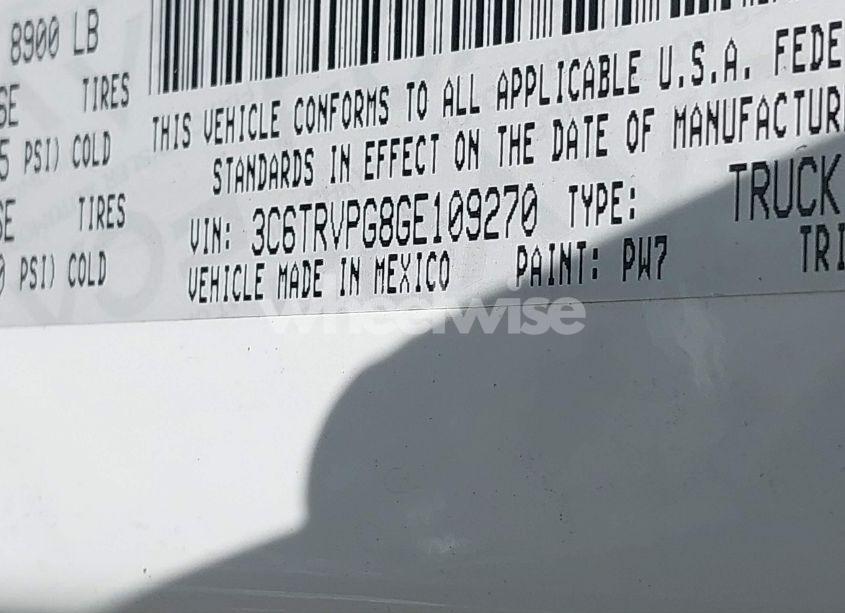 8900 LB
SE TIRES
THIS VEHICLE CONFORMS TO ALL APPLICABLE U.S.A. FEDE
5 PSI) COLD
STANDARDS IN EFFECT ON THE DATE OF MANUFACTUR
SE TIRES
VIN: 3C6TRVPG8GE109270 TYPE: TRUCK
0 PSI) COLD
VEHICLE MADE IN MEXICO PAINT: PW7 TRI
wheelwise